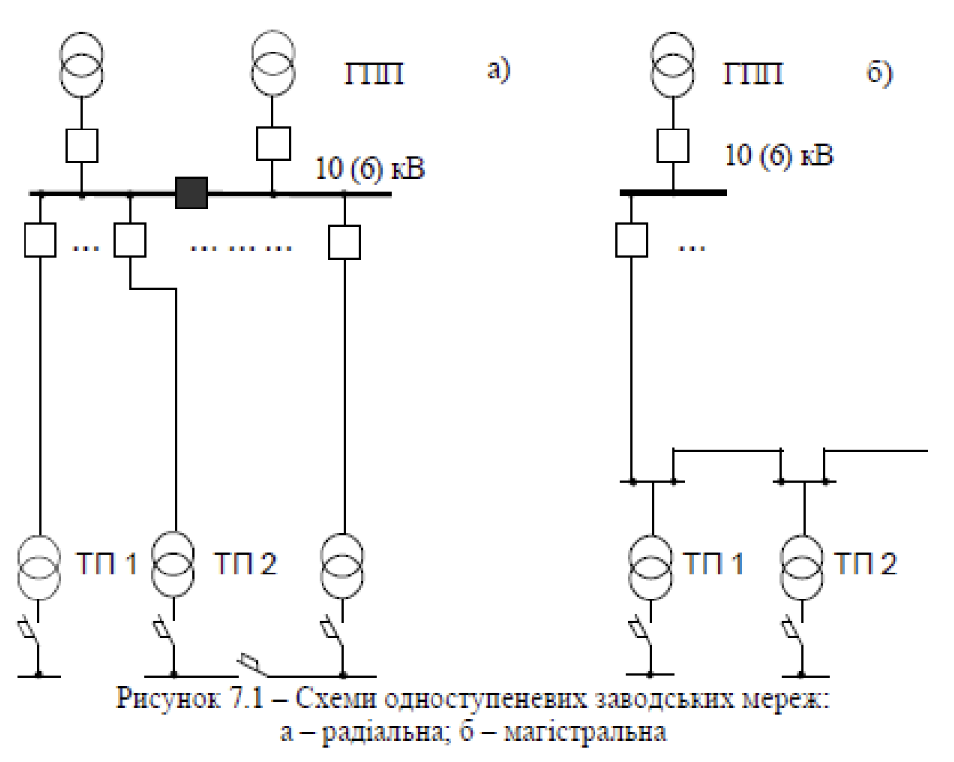 ГПП а) ГПП б)
10 (6) кВ 10 (6) кВ
... ... ... ... ...
ТП 1 ТП 2 ТП 1 ТП 2
Рисунок 7.1 – Схеми одноступеневих заводських мереж:
а – радіальна; б – магістральна